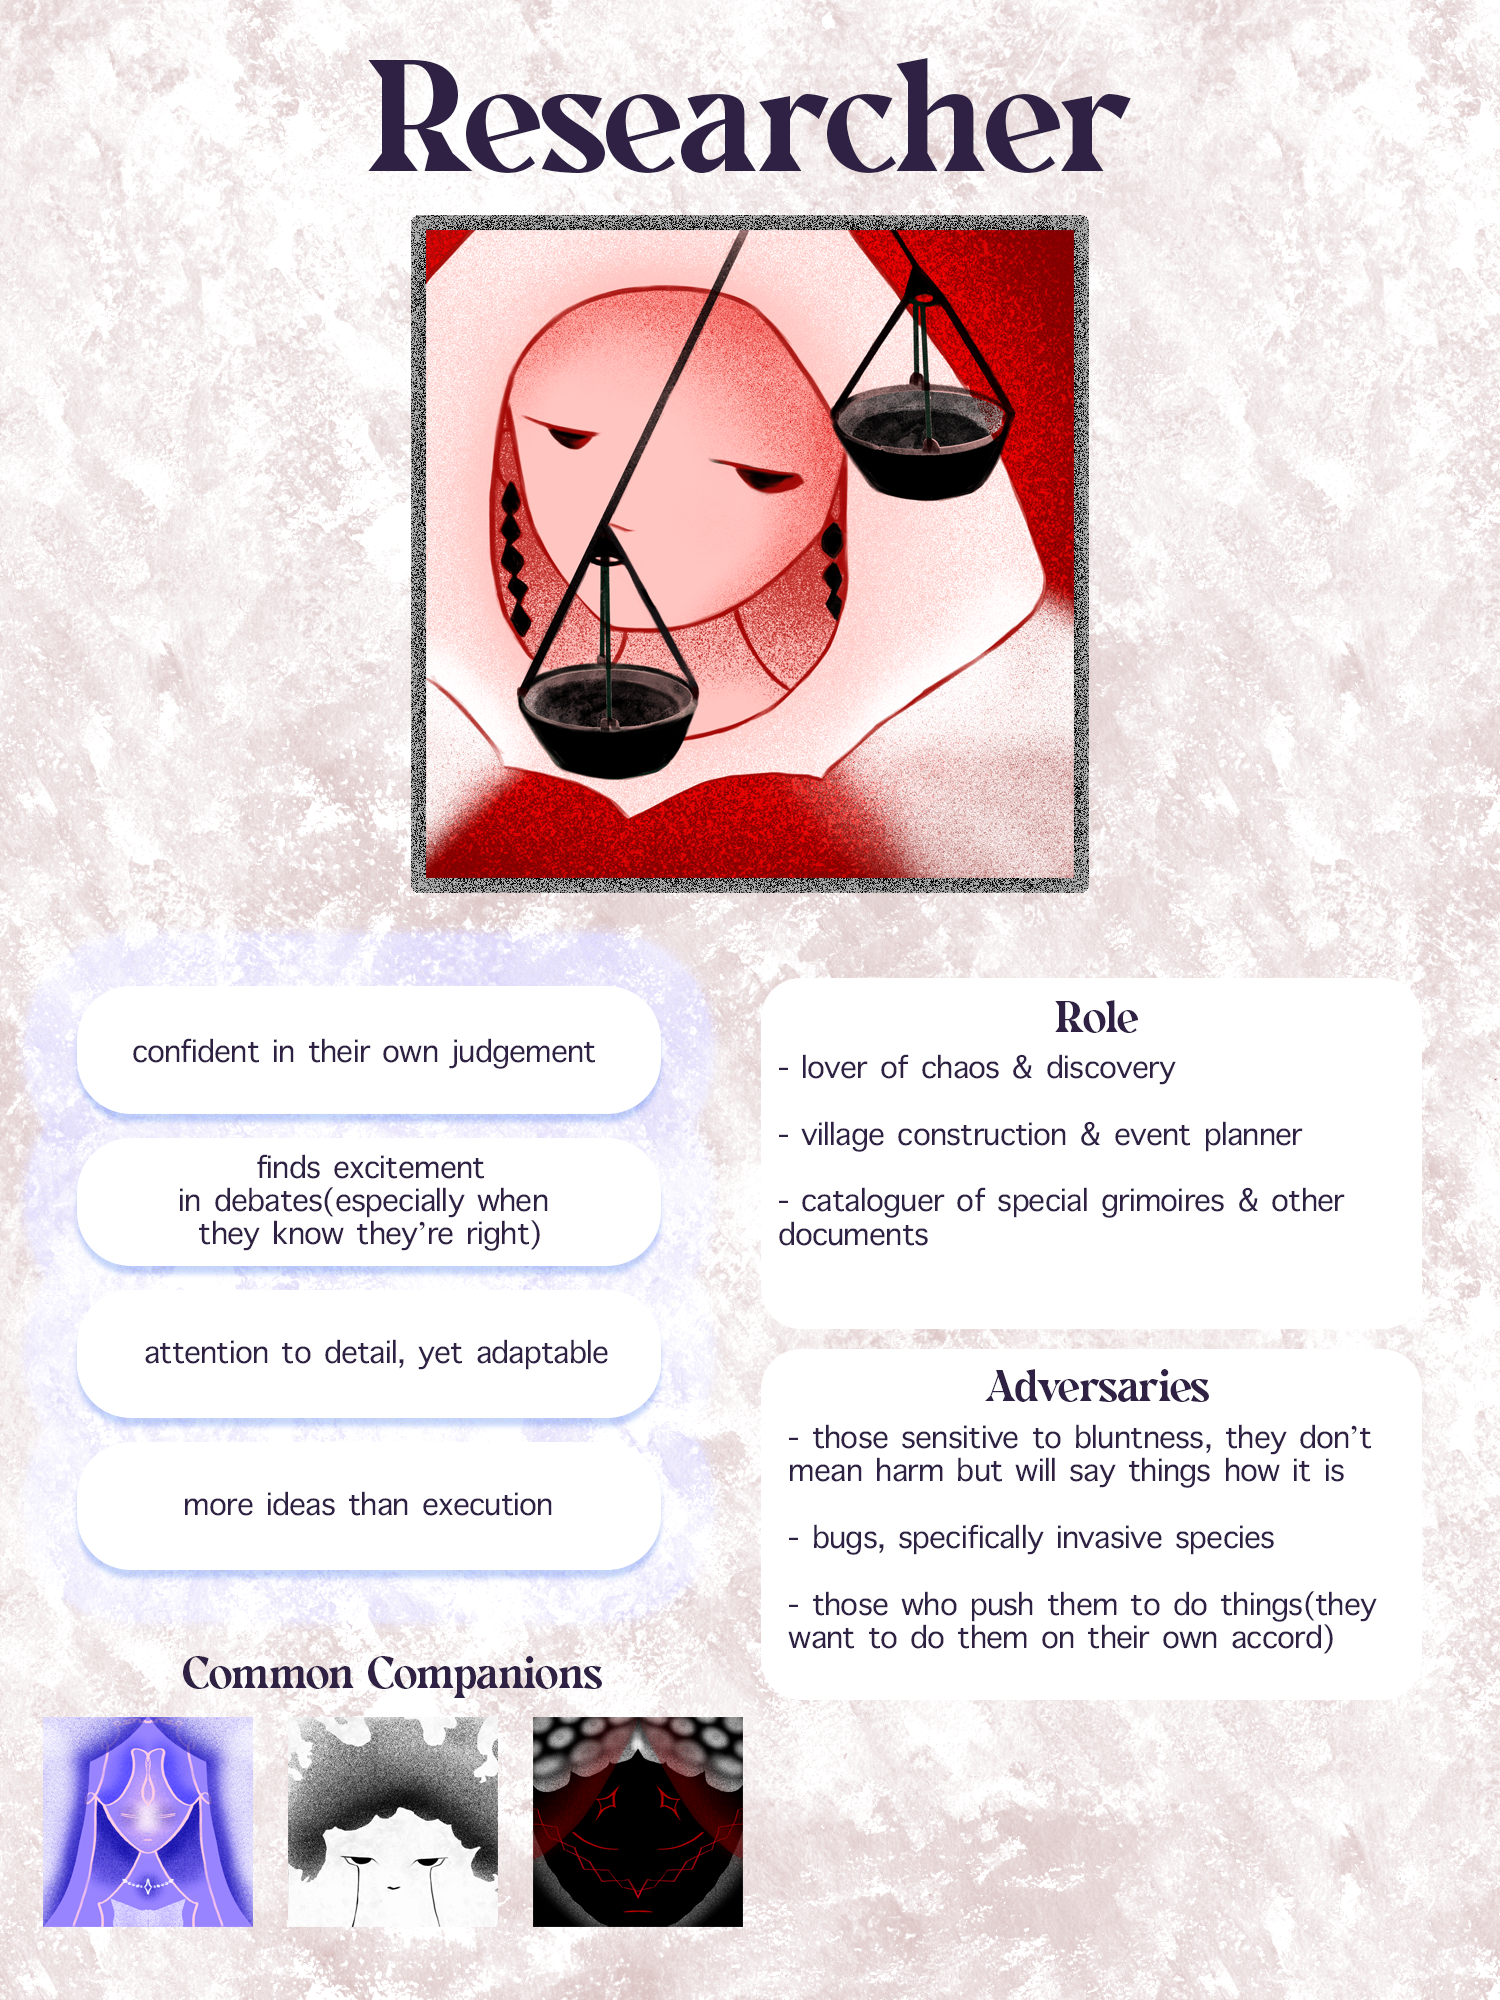 Researcher
confident in their own judgement
finds excitement
in debates(especially when
they know they’re right)
attention to detail, yet adaptable
more ideas than execution
Role
- lover of chaos & discovery
- village construction & event planner
- cataloguer of special grimoires & other
documents
Adversaries
- those sensitive to bluntness, they don’t
mean harm but will say things how it is
- bugs, specifically invasive species
- those who push them to do things(they
want to do them on their own accord)
Common Companions